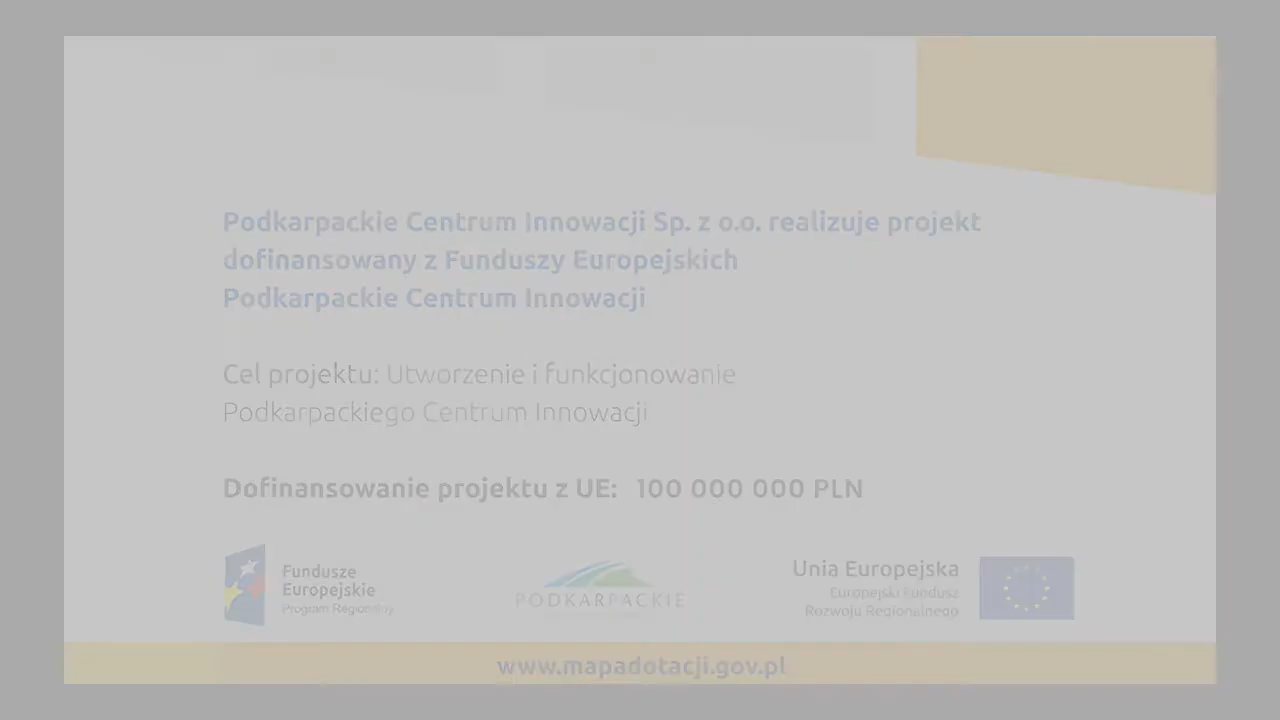 Podkarpackie Centrum Innowacji Sp. z o.o. realizuje projekt
dofinansowany z Funduszy Europejskich
Podkarpackie Centrum Innowacji
Cel projektu: Utworzenie i funkcjonowanie
Podkarpackiego Centrum Innowacji
Dofinansowanie projektu z UE: 100 000 000 PLN
Fundusze
Europejskie
Program Regionalny
PODKARPACKIE
Unia Europejska
Europejski Fundusz
Rozwoju Regionalnego
www.mapadotacji.gov.pl